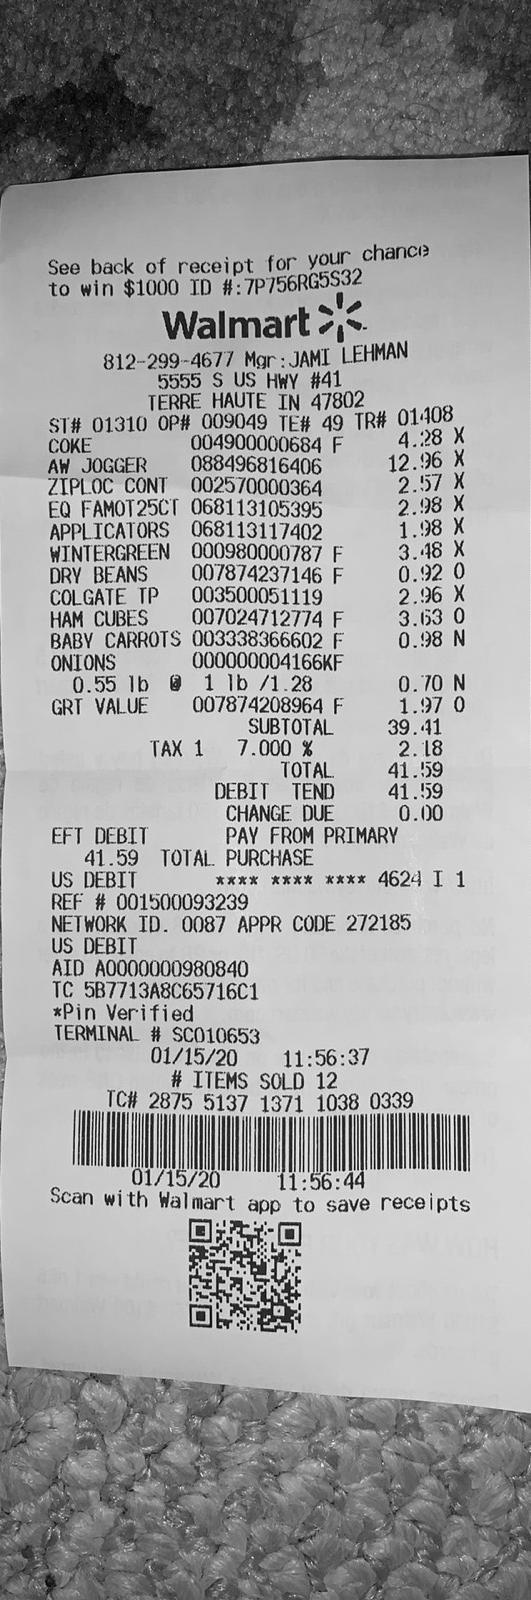 See back of receipt for your chance
to win $1000 ID #:7P756RG5S32
Walmart
812-299-4677 Mgr:JAMI LEHMAN
5555 S US HWY #41
TERRE HAUTE IN 47802
ST# 01310 OP# 009049 TE# 49 TR# 01408
COKE 004900000684 F 4.28 X
AW JOGGER 088496816406 12.96 X
ZIPLOC CONT 002570000364 2.57 X
EQ FAMOT25CT 068113105395 2.98 X
APPLICATORS 068113117402 1.98 X
WINTERGREEN 000980000787 F 3.48 X
DRY BEANS 007874237146 F 0.92 O
COLGATE TP 003500051119 2.96 X
HAM CUBES 007024712774 F 3.63 O
BABY CARROTS 003338366602 F 0.98 N
ONIONS 000000004166KF
0.55 lb @ 1 lb /1.28 0.70 N
GRT VALUE 007874208964 F 1.97 O
SUBTOTAL 39.41
TAX 1 7.000 % 2.18
TOTAL 41.59
DEBIT TEND 41.59
CHANGE DUE 0.00
EFT DEBIT PAY FROM PRIMARY
41.59 TOTAL PURCHASE
US DEBIT **** **** **** 4624 I 1
REF # 001500093239
NETWORK ID. 0087 APPR CODE 272185
US DEBIT
AID A0000000980840
TC 5B7713A8C65716C1
*Pin Verified
TERMINAL # SC010653
01/15/20 11:56:37
# ITEMS SOLD 12
TC# 2875 5137 1371 1038 0339
01/15/20 11:56:44
Scan with Walmart app to save receipts